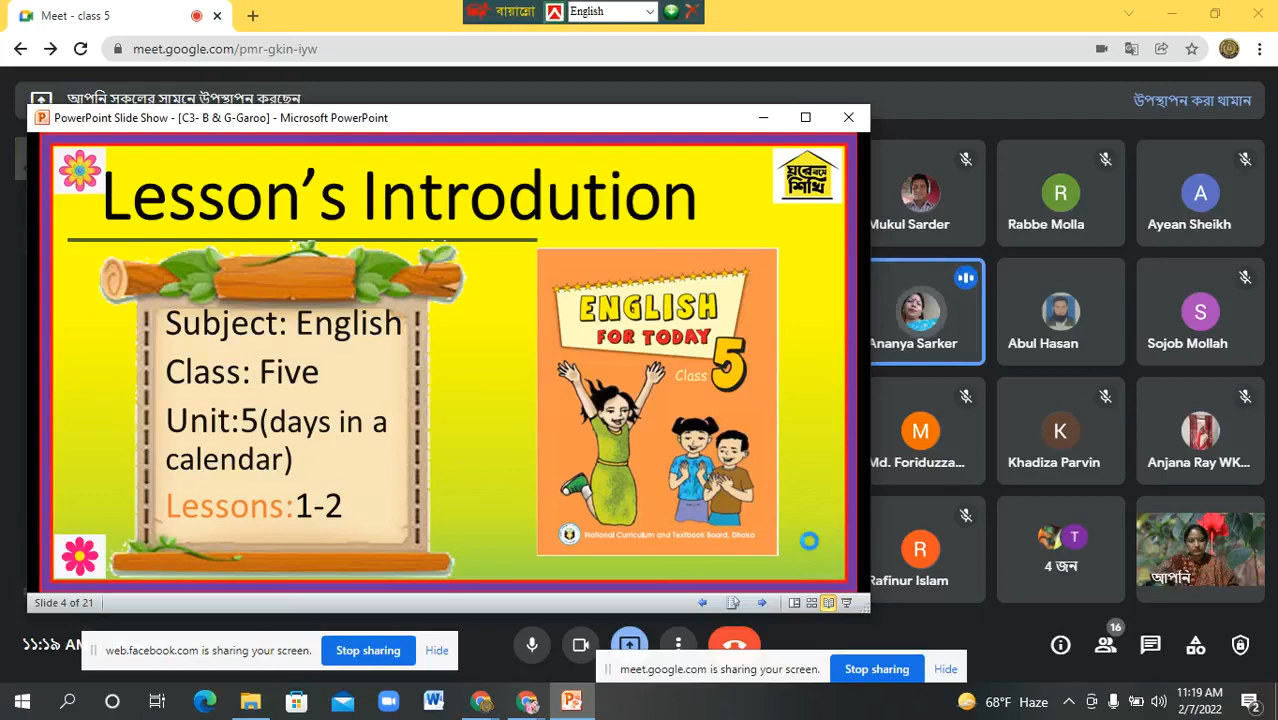 Meet - class 5
বায়ান্নো
English
meet.google.com/pmr-gkin-iyw
আপনি সকলের সামনে উপস্থাপন করছেন
উপস্থাপন করা থামান
PowerPoint Slide Show - [C3- B & G-Garoo] - Microsoft PowerPoint
Lesson's Introdution
ঘরে বসে
শিখি
Subject: English
Class: Five
Unit:5(days in a
calendar)
Lessons:1-2
ENGLISH
FOR TODAY
Class 5
National Curriculum and Textbook Board, Dhaka
Slide 4 of 21
Mukul Sarder
Rabbe Molla
R
Ayean Sheikh
A
Ananya Sarker
Abul Hasan
Sojob Mollah
S
Md. Foriduzza...
M
Khadiza Parvin
K
Anjana Ray WK...
Rafinur Islam
R
T
4 জন
আপনি
১১:১৯ AM
16
web.facebook.com is sharing your screen.
Stop sharing
Hide
meet.google.com is sharing your screen.
Stop sharing
Hide
68°F Haze
11:19 AM
2/7/2022
2